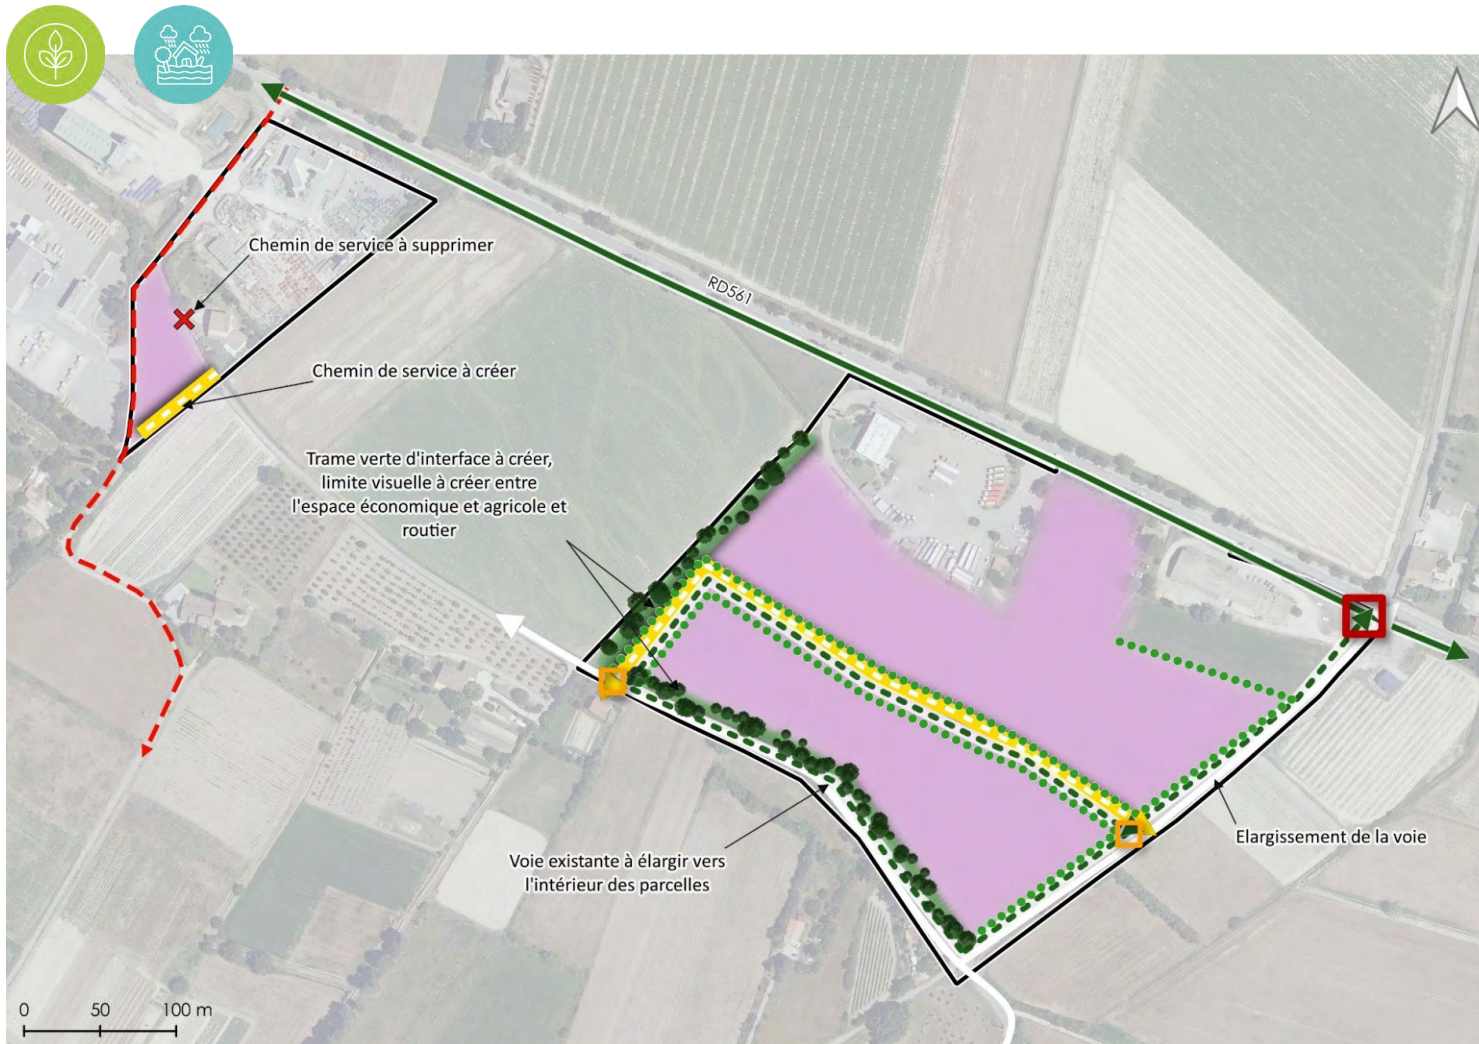 RD561
Chemin de service à supprimer
Chemin de service à créer
Trame verte d'interface à créer,
limite visuelle à créer entre
l'espace économique et agricole et
routier
Elargissement de la voie
Voie existante à élargir vers
l'intérieur des parcelles
0 50 100 m